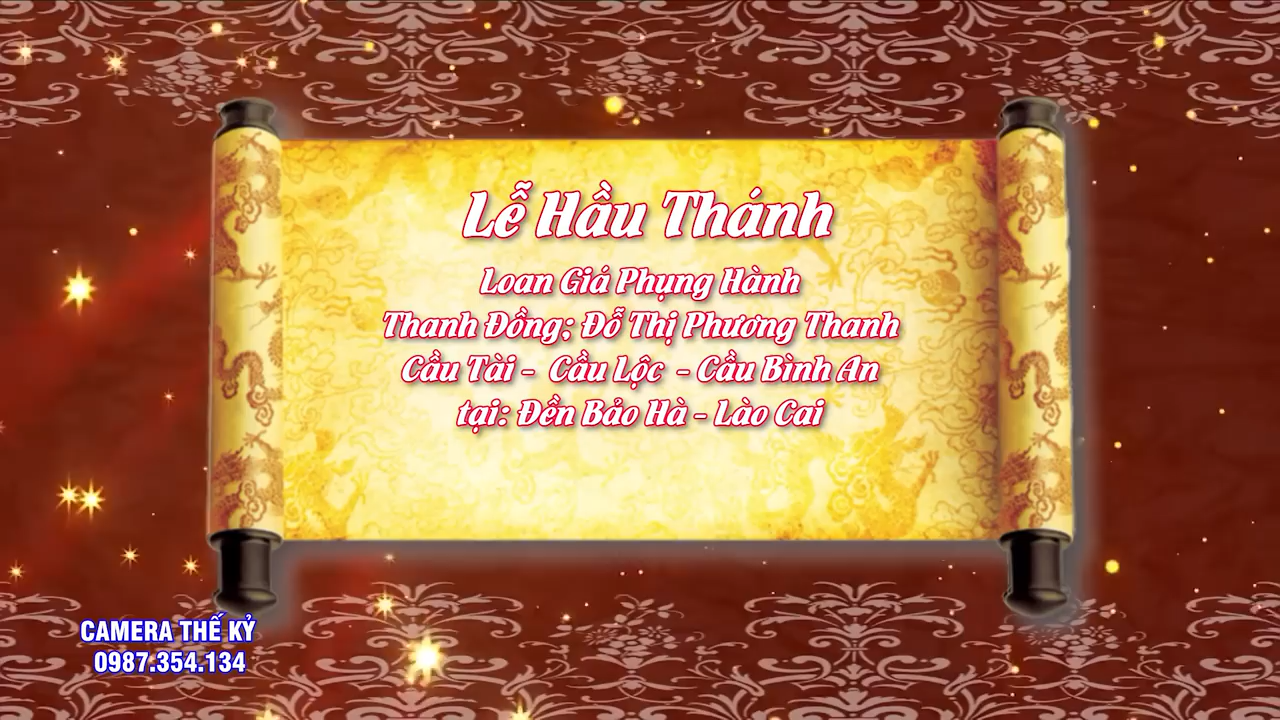 Lễ Hầu Thánh
Loan Giá Phụng Hành
Thanh Đồng; Đỗ Thị Phương Thanh
Cầu Tài - Cầu Lộc - Cầu Bình An
tại: Đền Bảo Hà - Lào Cai
CAMERA THẾ KỶ
0987.354.134